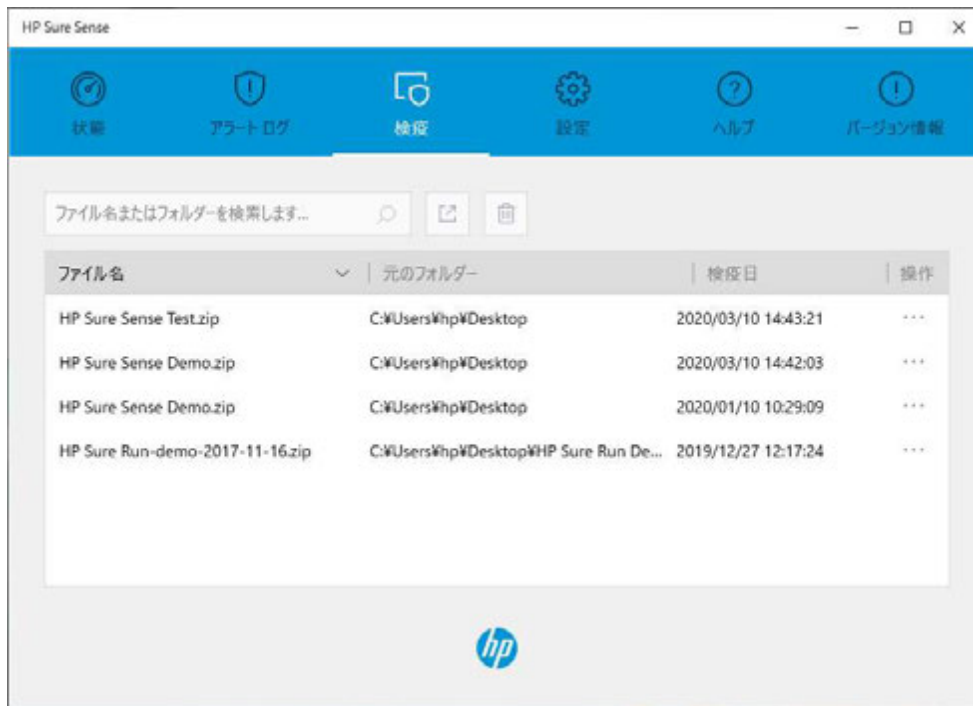 HP Sure Sense
状態 アラート ログ 検疫 設定 ヘルプ バージョン情報
ファイル名またはフォルダーを検索します...
ファイル名 元のフォルダー 検疫日 操作
HP Sure Sense Test.zip C:¥Users¥hp¥Desktop 2020/03/10 14:43:21 ...
HP Sure Sense Demo.zip C:¥Users¥hp¥Desktop 2020/03/10 14:42:03 ...
HP Sure Sense Demo.zip C:¥Users¥hp¥Desktop 2020/01/10 10:29:09 ...
HP Sure Run-demo-2017-11-16.zip C:¥Users¥hp¥Desktop¥HP Sure Run De... 2019/12/27 12:17:24 ...
hp